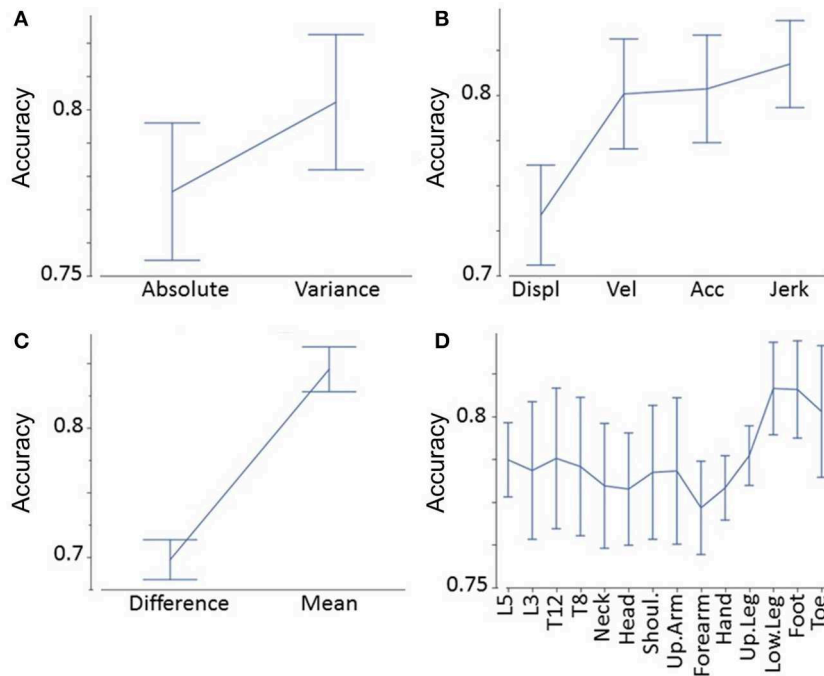 A
Accuracy
0.8
0.75
Absolute Variance
B
Accuracy
0.8
0.7
Displ Vel Acc Jerk
C
Accuracy
0.8
0.7
Difference Mean
D
Accuracy
0.8
0.75
L5
L3
T12
T8
Neck
Head
Shoul.
Up.Arm
Forearm
Hand
Up.Leg
Low.Leg
Foot
Toe